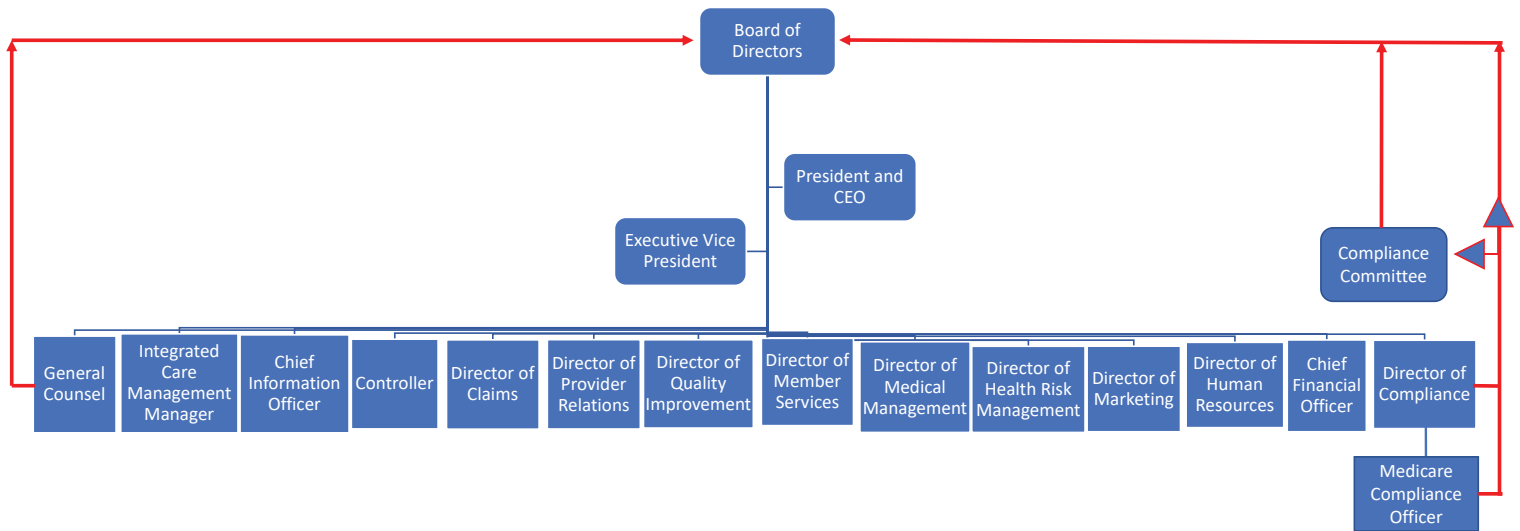 Board of
Directors
President and
CEO
Executive Vice
President
Compliance
Committee
General
Counsel
Integrated
Care
Management
Manager
Chief
Information
Officer
Controller
Director of
Claims
Director of
Provider
Relations
Director of
Quality
Improvement
Director of
Member
Services
Director of
Medical
Management
Director of
Health Risk
Management
Director of
Marketing
Director of
Human
Resources
Chief
Financial
Officer
Director of
Compliance
Medicare
Compliance
Officer